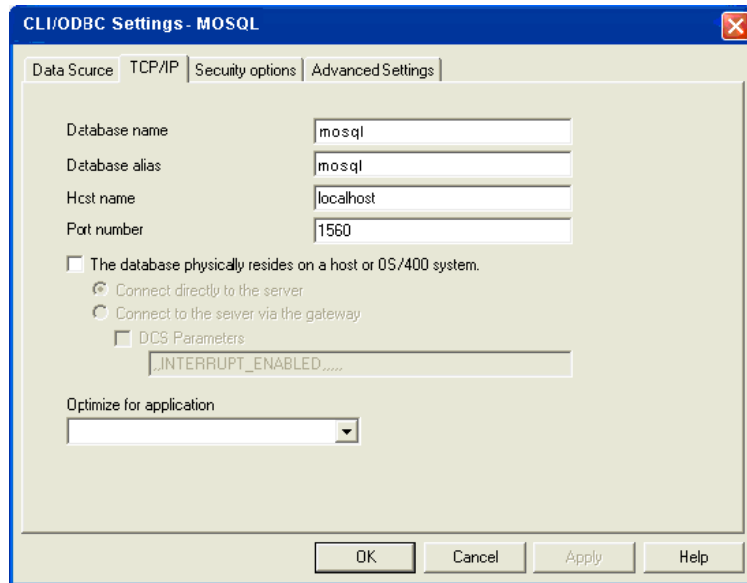 CLI/ODBC Settings - MOSQL
Data Source TCP/IP Security options Advanced Settings
Database name mosql
Database alias mosql
Host name localhost
Port number 1560
The database physically resides on a host or OS/400 system.
Connect directly to the server
Connect to the server via the gateway
DCS Parameters
,,INTERRUPT_ENABLED,,,,,
Optimize for application
OK Cancel Apply Help